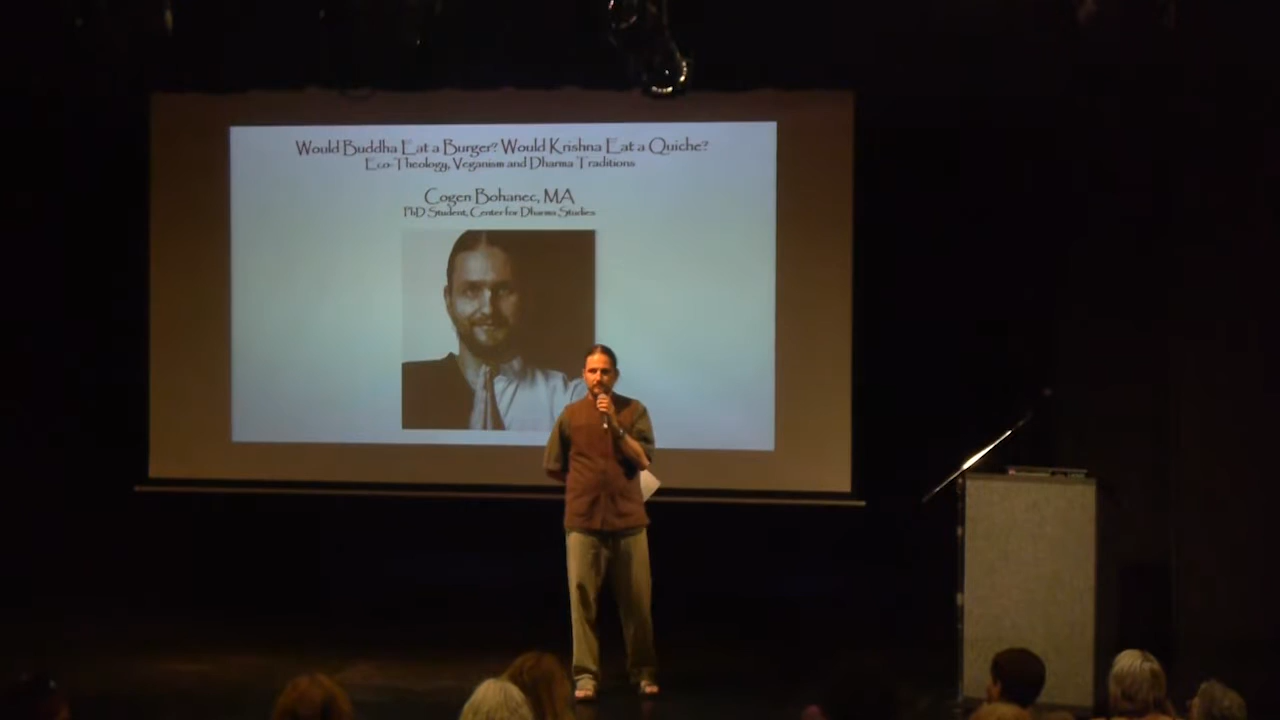 Would Buddha Eat a Burger? Would Krishna Eat a Quiche?
Eco-Theology, Veganism and Dharma Traditions
Cogen Bohanec, MA
PhD Student, Center for Dharma Studies